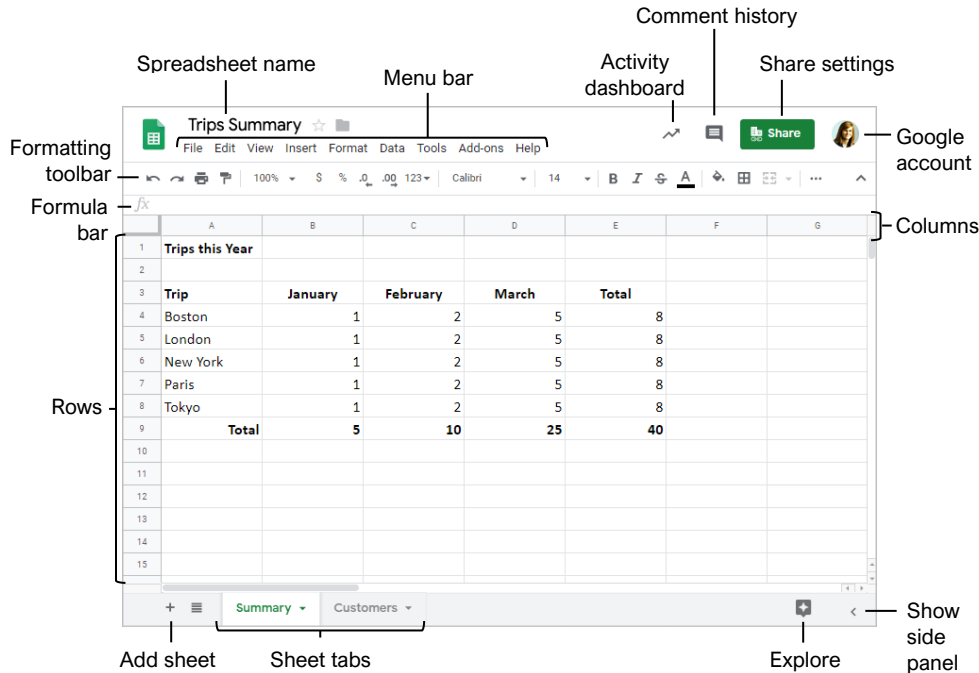 Comment history
Spreadsheet name
Menu bar
Activity
dashboard
Share settings
Trips Summary
Share
Google
account
File Edit View Insert Format Data Tools Add-ons Help
Formatting
toolbar
100% $ % .0 .00 123 Calibri 14 B I S A ...
Formula
bar
fx
Columns
A B C D E F G
1 Trips this Year
2
3 Trip January February March Total
4 Boston 1 2 5 8
5 London 1 2 5 8
6 New York 1 2 5 8
7 Paris 1 2 5 8
Rows
8 Tokyo 1 2 5 8
9 Total 5 10 25 40
10
11
12
13
14
15
+ Summary Customers
Show
side
panel
Add sheet
Sheet tabs
Explore